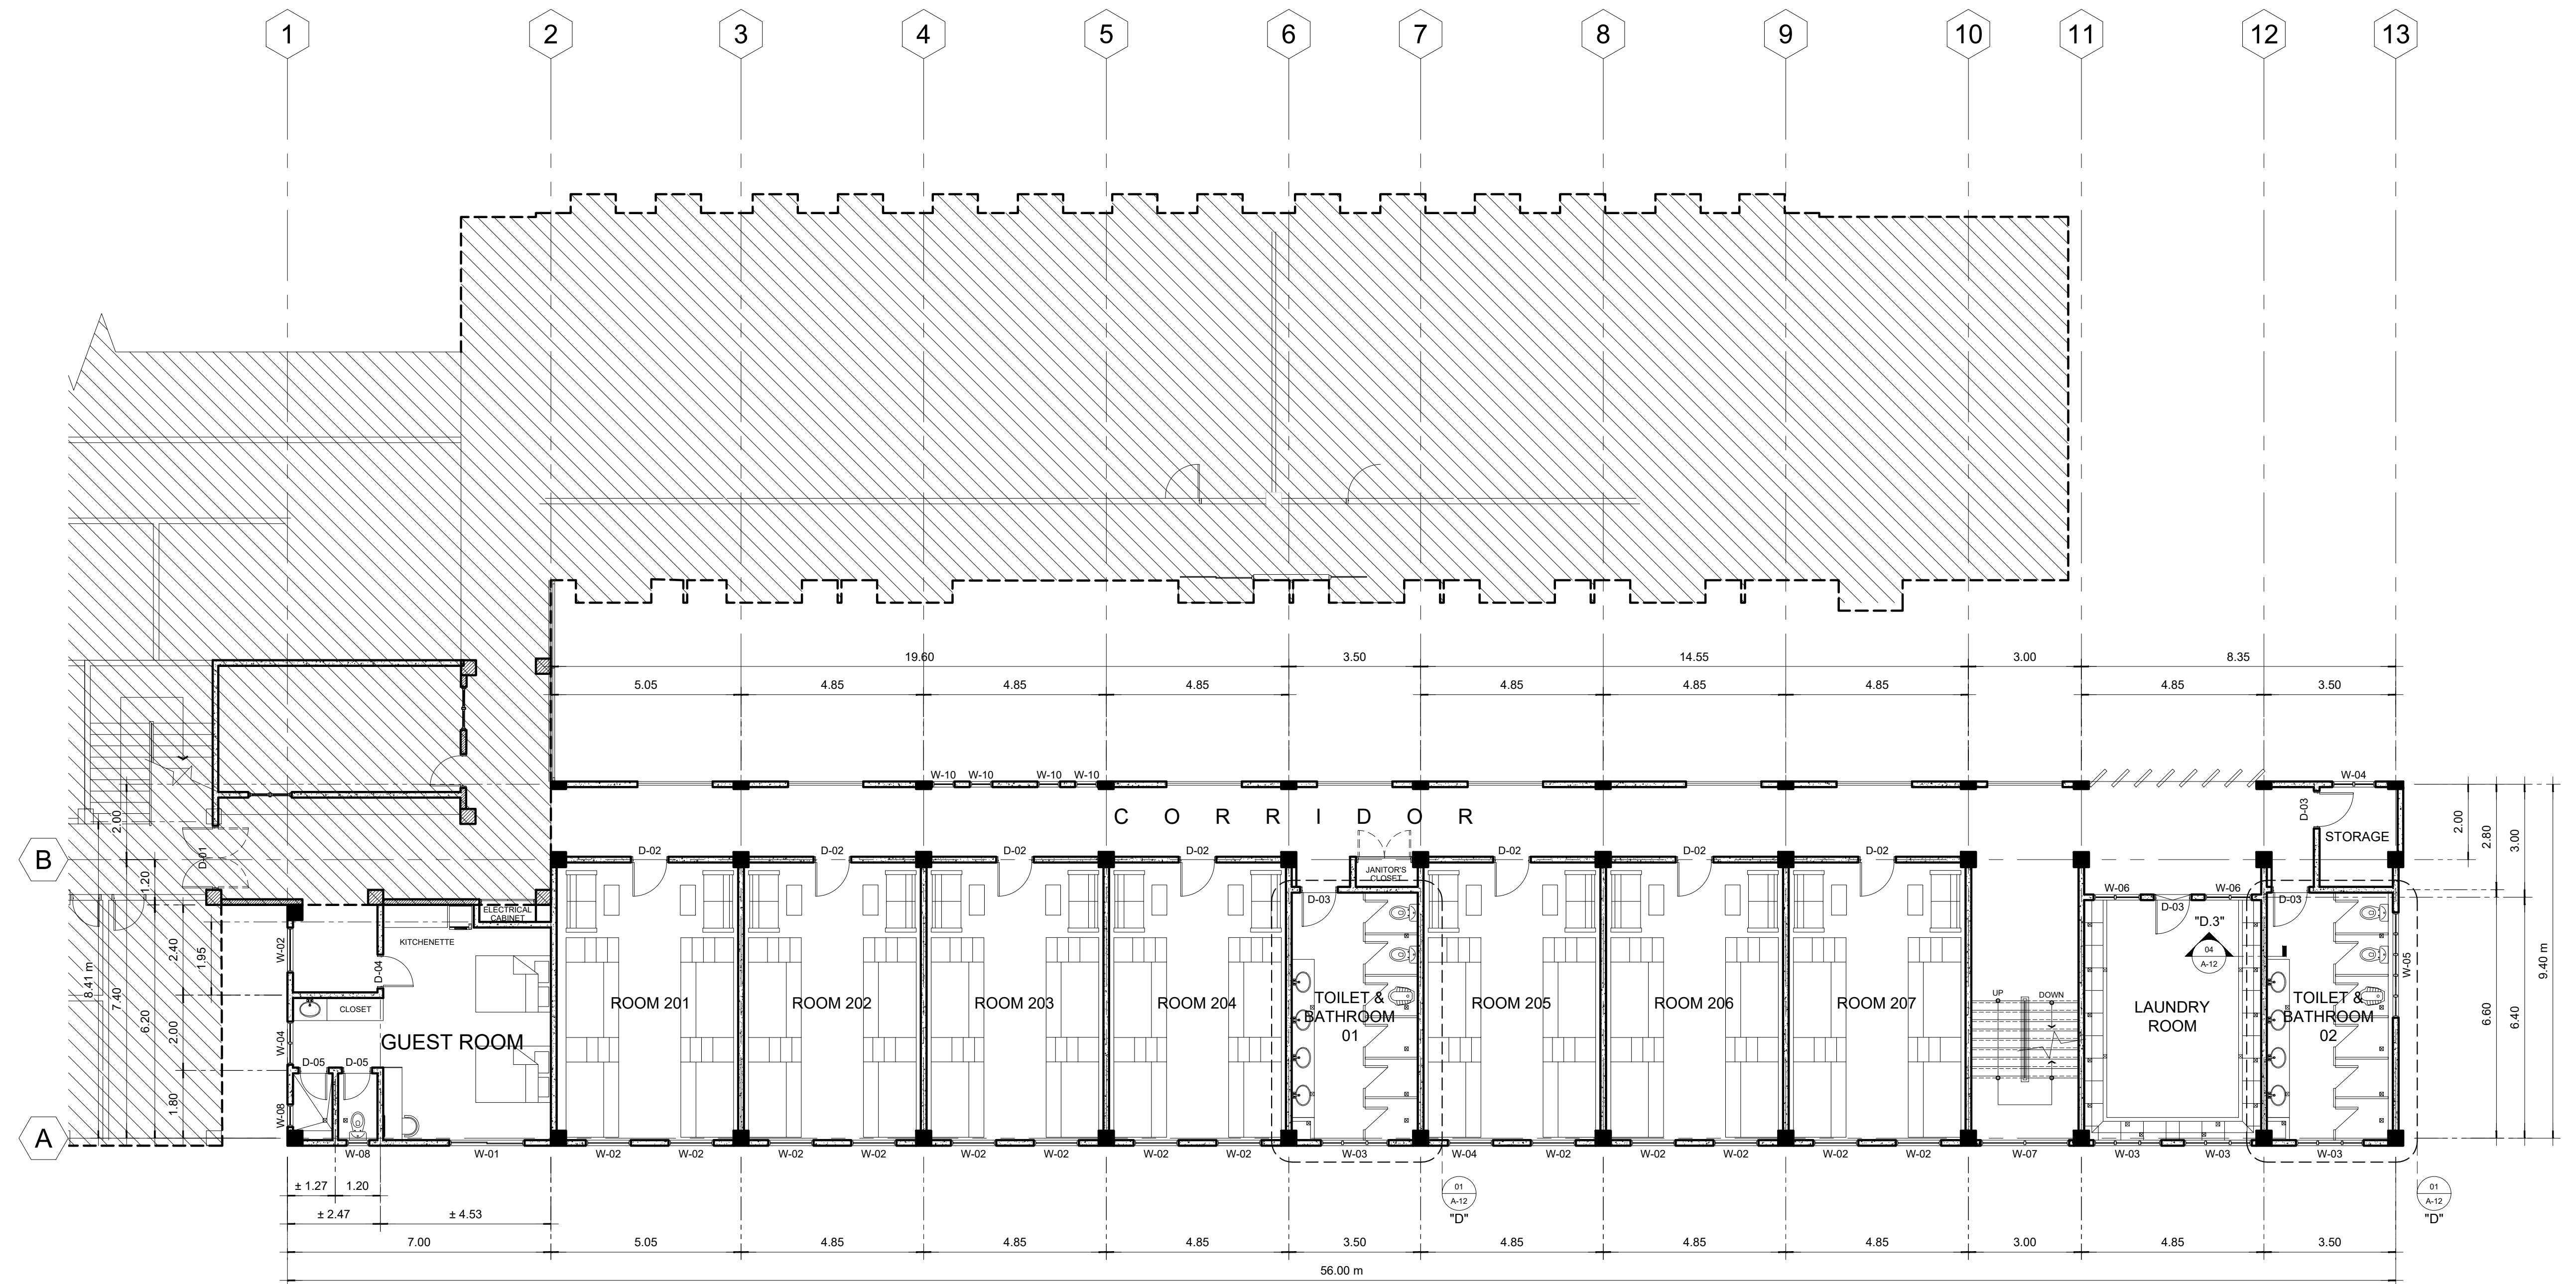 1 2 3 4 5 6 7 8 9 10 11 12 13
19.60 3.50 14.55 3.00 8.35
5.05 4.85 4.85 4.85 4.85 4.85 4.85 4.85 3.50
W-10 W-10 W-10 W-10 W-04
C O R R I D O R
2.00
D-03
STORAGE
2.00
2.80
3.00
B
D-01
D-02 D-02 D-02 D-02 D-02 D-02 D-02
1.20
JANITOR'S
CLOSET
W-06 W-06
D-03 D-03 D-03
ELECTRICAL
CABINET
"D.3"
04
A-12
KITCHENETTE
W-02
D-04
2.40
1.95
8.41 m
7.40
6.20
W-05
9.40 m
6.60
6.40
UP DOWN
ROOM 201 ROOM 202 ROOM 203 ROOM 204
TOILET &
BATHROOM
01
ROOM 205 ROOM 206 ROOM 207
LAUNDRY
ROOM
TOILET &
BATHROOM
02
CLOSET
GUEST ROOM
W-04
2.00
D-05 D-05
1.80
W-08
A
W-08 W-01 W-02 W-02 W-02 W-02 W-02 W-02 W-02 W-02 W-03 W-04 W-02 W-02 W-02 W-02 W-02 W-07 W-03 W-03 W-03
± 1.27 1.20
01
A-12
"D"
01
A-12
"D"
± 2.47 ± 4.53
7.00 5.05 4.85 4.85 4.85 3.50 4.85 4.85 4.85 3.00 4.85 3.50
56.00 m